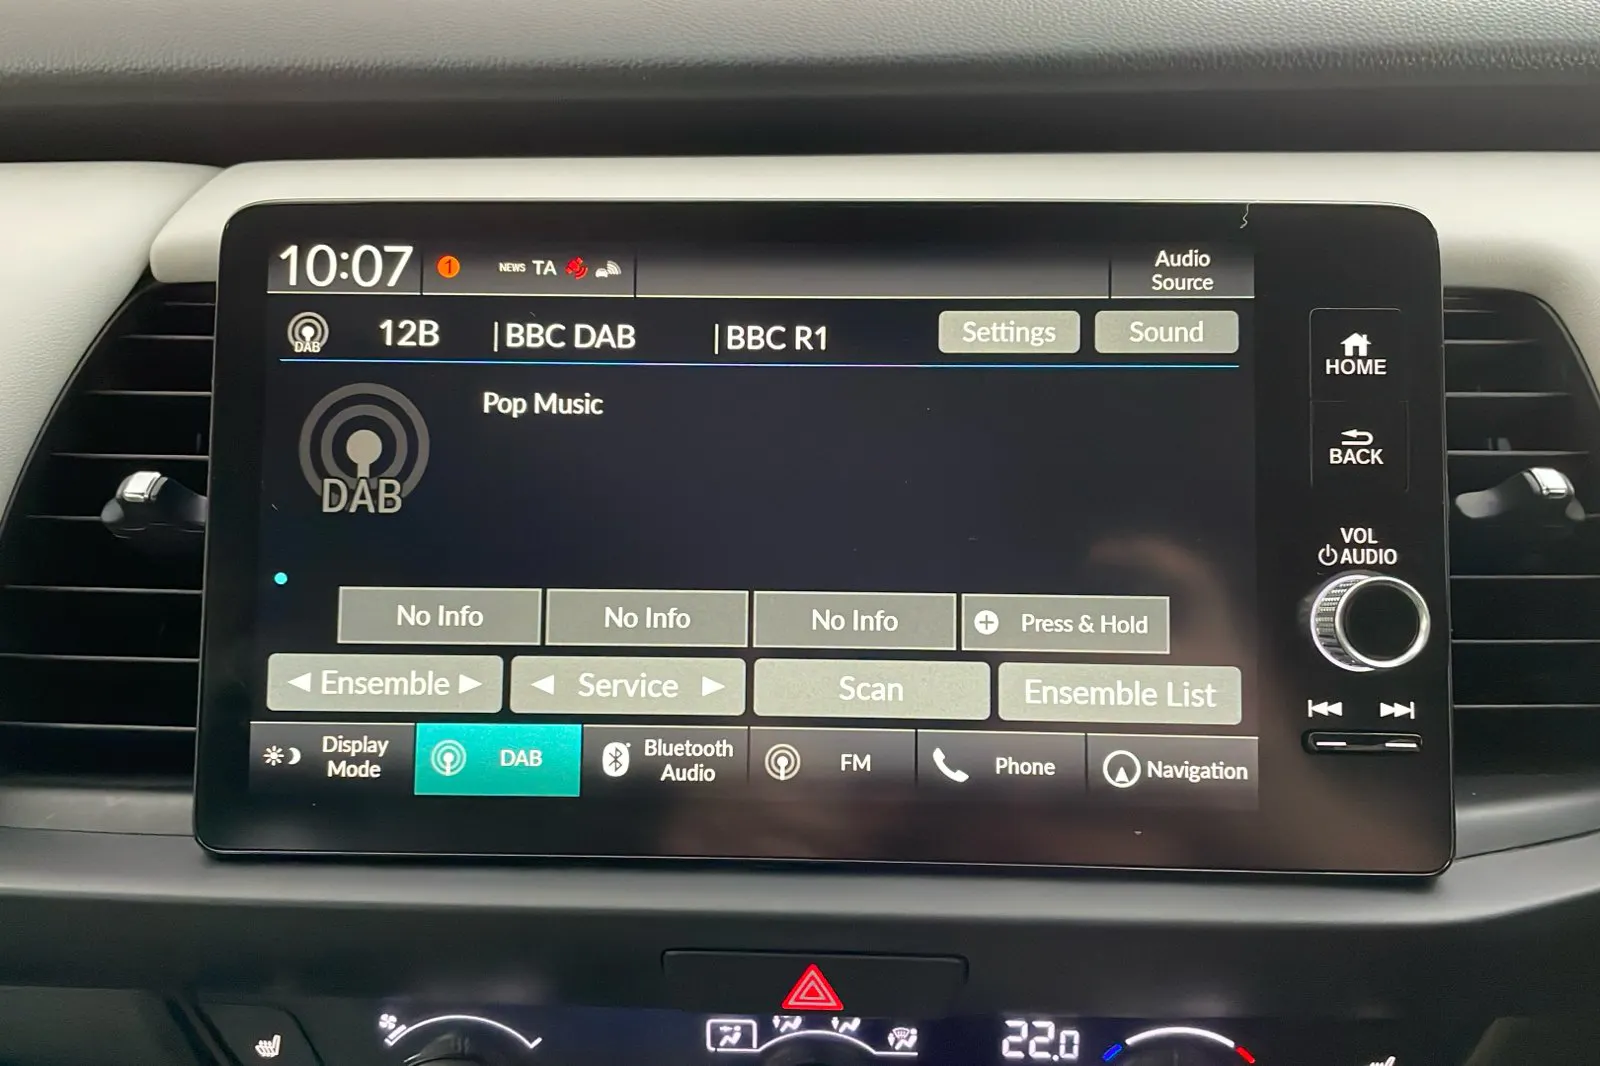 10:07
1
NEWS TA
Audio
Source
DAB
12B
|BBC DAB
|BBC R1
Settings
Sound
HOME
Pop Music
DAB
BACK
VOL
AUDIO
No Info
No Info
No Info
Press & Hold
Ensemble
Service
Scan
Ensemble List
Display
Mode
DAB
Bluetooth
Audio
FM
Phone
Navigation
22.0